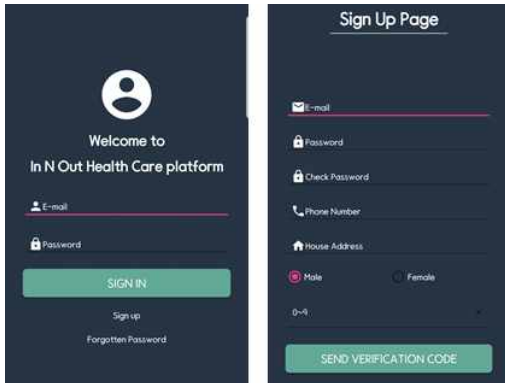 Welcome to
In N Out Health Care platform
E-mail
Password
SIGN IN
Sign up
Forgotten Password
Sign Up Page
E-mail
Password
Check Password
Phone Number
House Address
Male Female
0~9
SEND VERIFICATION CODE